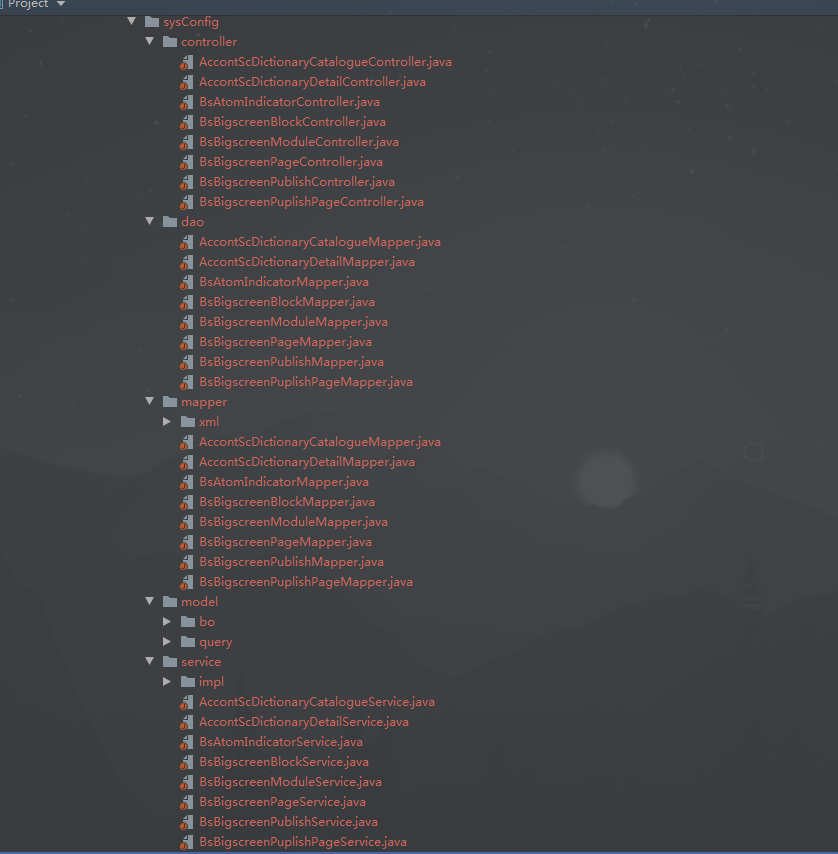 Project
sysConfig
controller
AccontScDictionaryCatalogueController.java
AccontScDictionaryDetailController.java
BsAtomIndicatorController.java
BsBigscreenBlockController.java
BsBigscreenModuleController.java
BsBigscreenPageController.java
BsBigscreenPublishController.java
BsBigscreenPuplishPageController.java
dao
AccontScDictionaryCatalogueMapper.java
AccontScDictionaryDetailMapper.java
BsAtomIndicatorMapper.java
BsBigscreenBlockMapper.java
BsBigscreenModuleMapper.java
BsBigscreenPageMapper.java
BsBigscreenPublishMapper.java
BsBigscreenPuplishPageMapper.java
mapper
xml
AccontScDictionaryCatalogueMapper.java
AccontScDictionaryDetailMapper.java
BsAtomIndicatorMapper.java
BsBigscreenBlockMapper.java
BsBigscreenModuleMapper.java
BsBigscreenPageMapper.java
BsBigscreenPublishMapper.java
BsBigscreenPuplishPageMapper.java
model
bo
query
service
impl
AccontScDictionaryCatalogueService.java
AccontScDictionaryDetailService.java
BsAtomIndicatorService.java
BsBigscreenBlockService.java
BsBigscreenModuleService.java
BsBigscreenPageService.java
BsBigscreenPublishService.java
BsBigscreenPuplishPageService.java